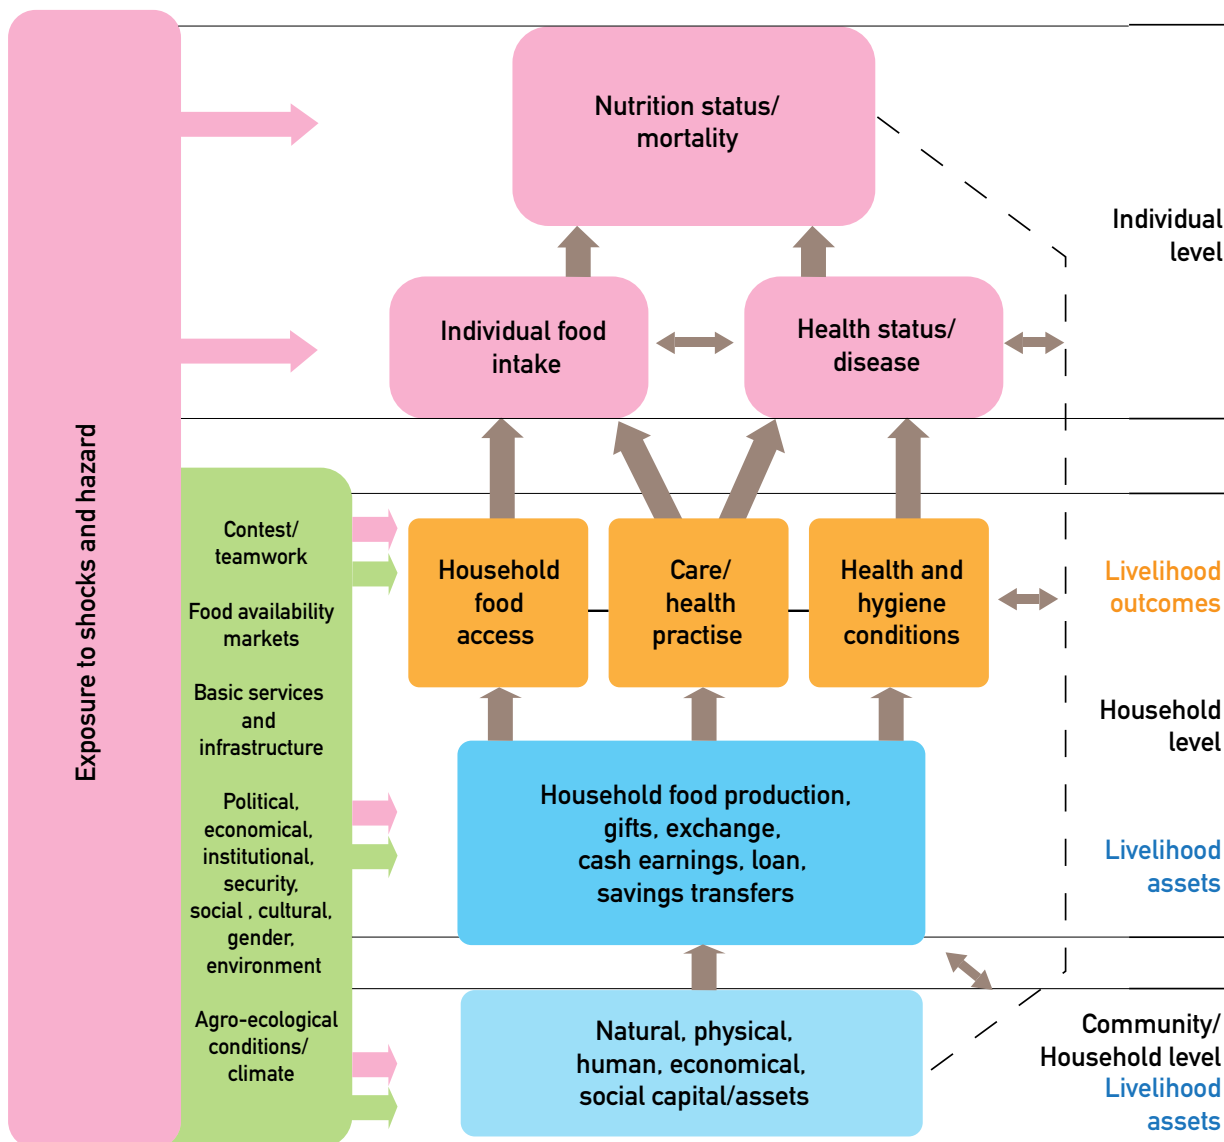 Exposure to shocks and hazard
Nutrition status/
mortality
Individual
level
Individual food
intake
Health status/
disease
Contest/
teamwork
Food availability
markets
Basic services
and
infrastructure
Political,
economical,
institutional,
security,
social , cultural,
gender,
environment
Agro-ecological
conditions/
climate
Household
food
access
Care/
health
practise
Health and
hygiene
conditions
Livelihood
outcomes
Household
level
Household food production,
gifts, exchange,
cash earnings, loan,
savings transfers
Livelihood
assets
Natural, physical,
human, economical,
social capital/assets
Community/
Household level
Livelihood
assets